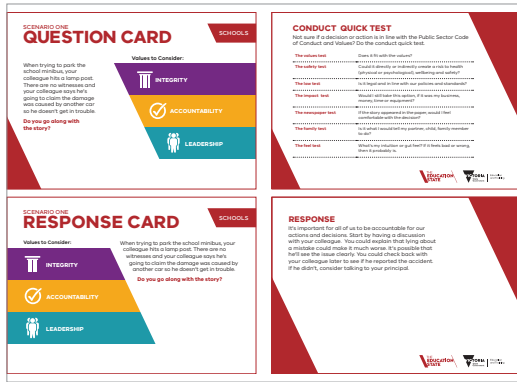 SCENARIO ONE
QUESTION CARD
SCHOOLS
When trying to park the
school minibus, your
colleague hits a lamp post.
There are no witnesses and
your colleague says he's
going to claim the damage
was caused by another car
so he doesn't get in trouble.
Do you go along with
the story?
Values to Consider:
INTEGRITY
ACCOUNTABILITY
LEADERSHIP
CONDUCT QUICK TEST
Not sure if a decision or action is in line with the Public Sector Code
of Conduct and Values? Do the conduct quick test.
The values test Does it fit with the values?
The safety test Could it directly or indirectly create a risk to health
(physical or psychological) wellbeing and safety?
The law test Is it legal and in line with our policies and standards?
The impact test Would I still take this option, if it was my business,
money, time or equipment?
The newspaper test If the story appeared in the paper would I feel
comfortable with the decision?
The family test Is it what I would tell my partner, child, family member
to do?
The feel test What's my intuition or gut feel? If it feels bad or wrong,
then it probably is.
THE
EDUCATION
STATE
VICTORIA
SCENARIO ONE
RESPONSE CARD
SCHOOLS
Values to Consider:
INTEGRITY
ACCOUNTABILITY
LEADERSHIP
When trying to park the school minibus, your
colleague hits a lamp post. There are no
witnesses and your colleague says he's
going to claim the damage was caused by
another car so he doesn't get in trouble.
Do you go along with the story?
RESPONSE
It's important for all of us to be accountable for our
actions and decisions. Start by having a discussion
with your colleague. You could explain that lying about
a mistake could make it much worse. It's possible that
he'll see the issue clearly. You could check back with
your colleague later to see if he reported the accident.
If he didn't, consider talking to your principal.
THE
EDUCATION
STATE
VICTORIA